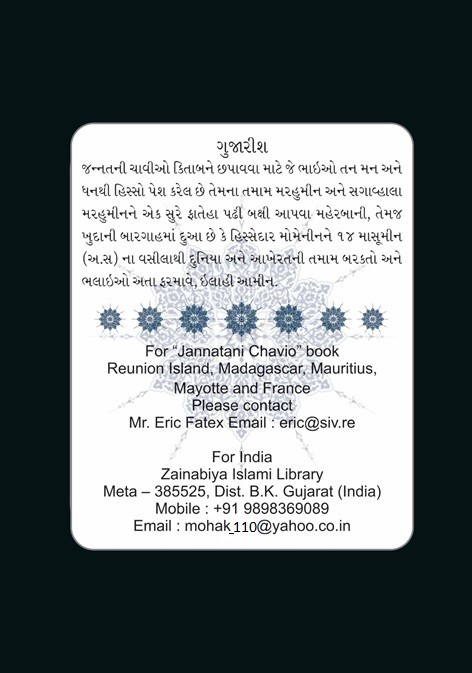 ગુજારીશ
જન્નતની ચાવીઓ કિતાબને છપાવવા માટે જે ભાઇઓ તન મન અને
ધનથી હિસ્સો પેશ કરેલ છે તેમના તમામ મરહુમીન અને સગાવ્હાલા
મરહુમીનને એક સુરે ફાતેહા પઢી બક્ષી આપવા મહેરબાની, તેમજ
ખુદાની બારગાહમાં દુઆ છે કે હિસ્સેદાર મોમેનીનને ૧૪ માસૂમીન
(અ.સ) ના વસીલાથી દુનિયા અને આખેરતની તમામ બરકતો અને
ભલાઇઓ અતા ફરમાવે, ઇલાહી આમીન.
For “Jannatani Chavio” book
Reunion Island, Madagascar, Mauritius,
Mayotte and France
Please contact
Mr. Eric Fatex Email : eric@siv.re
For India
Zainabiya Islami Library
Meta – 385525, Dist. B.K. Gujarat (India)
Mobile : +91 9898369089
Email : mohak_110@yahoo.co.in